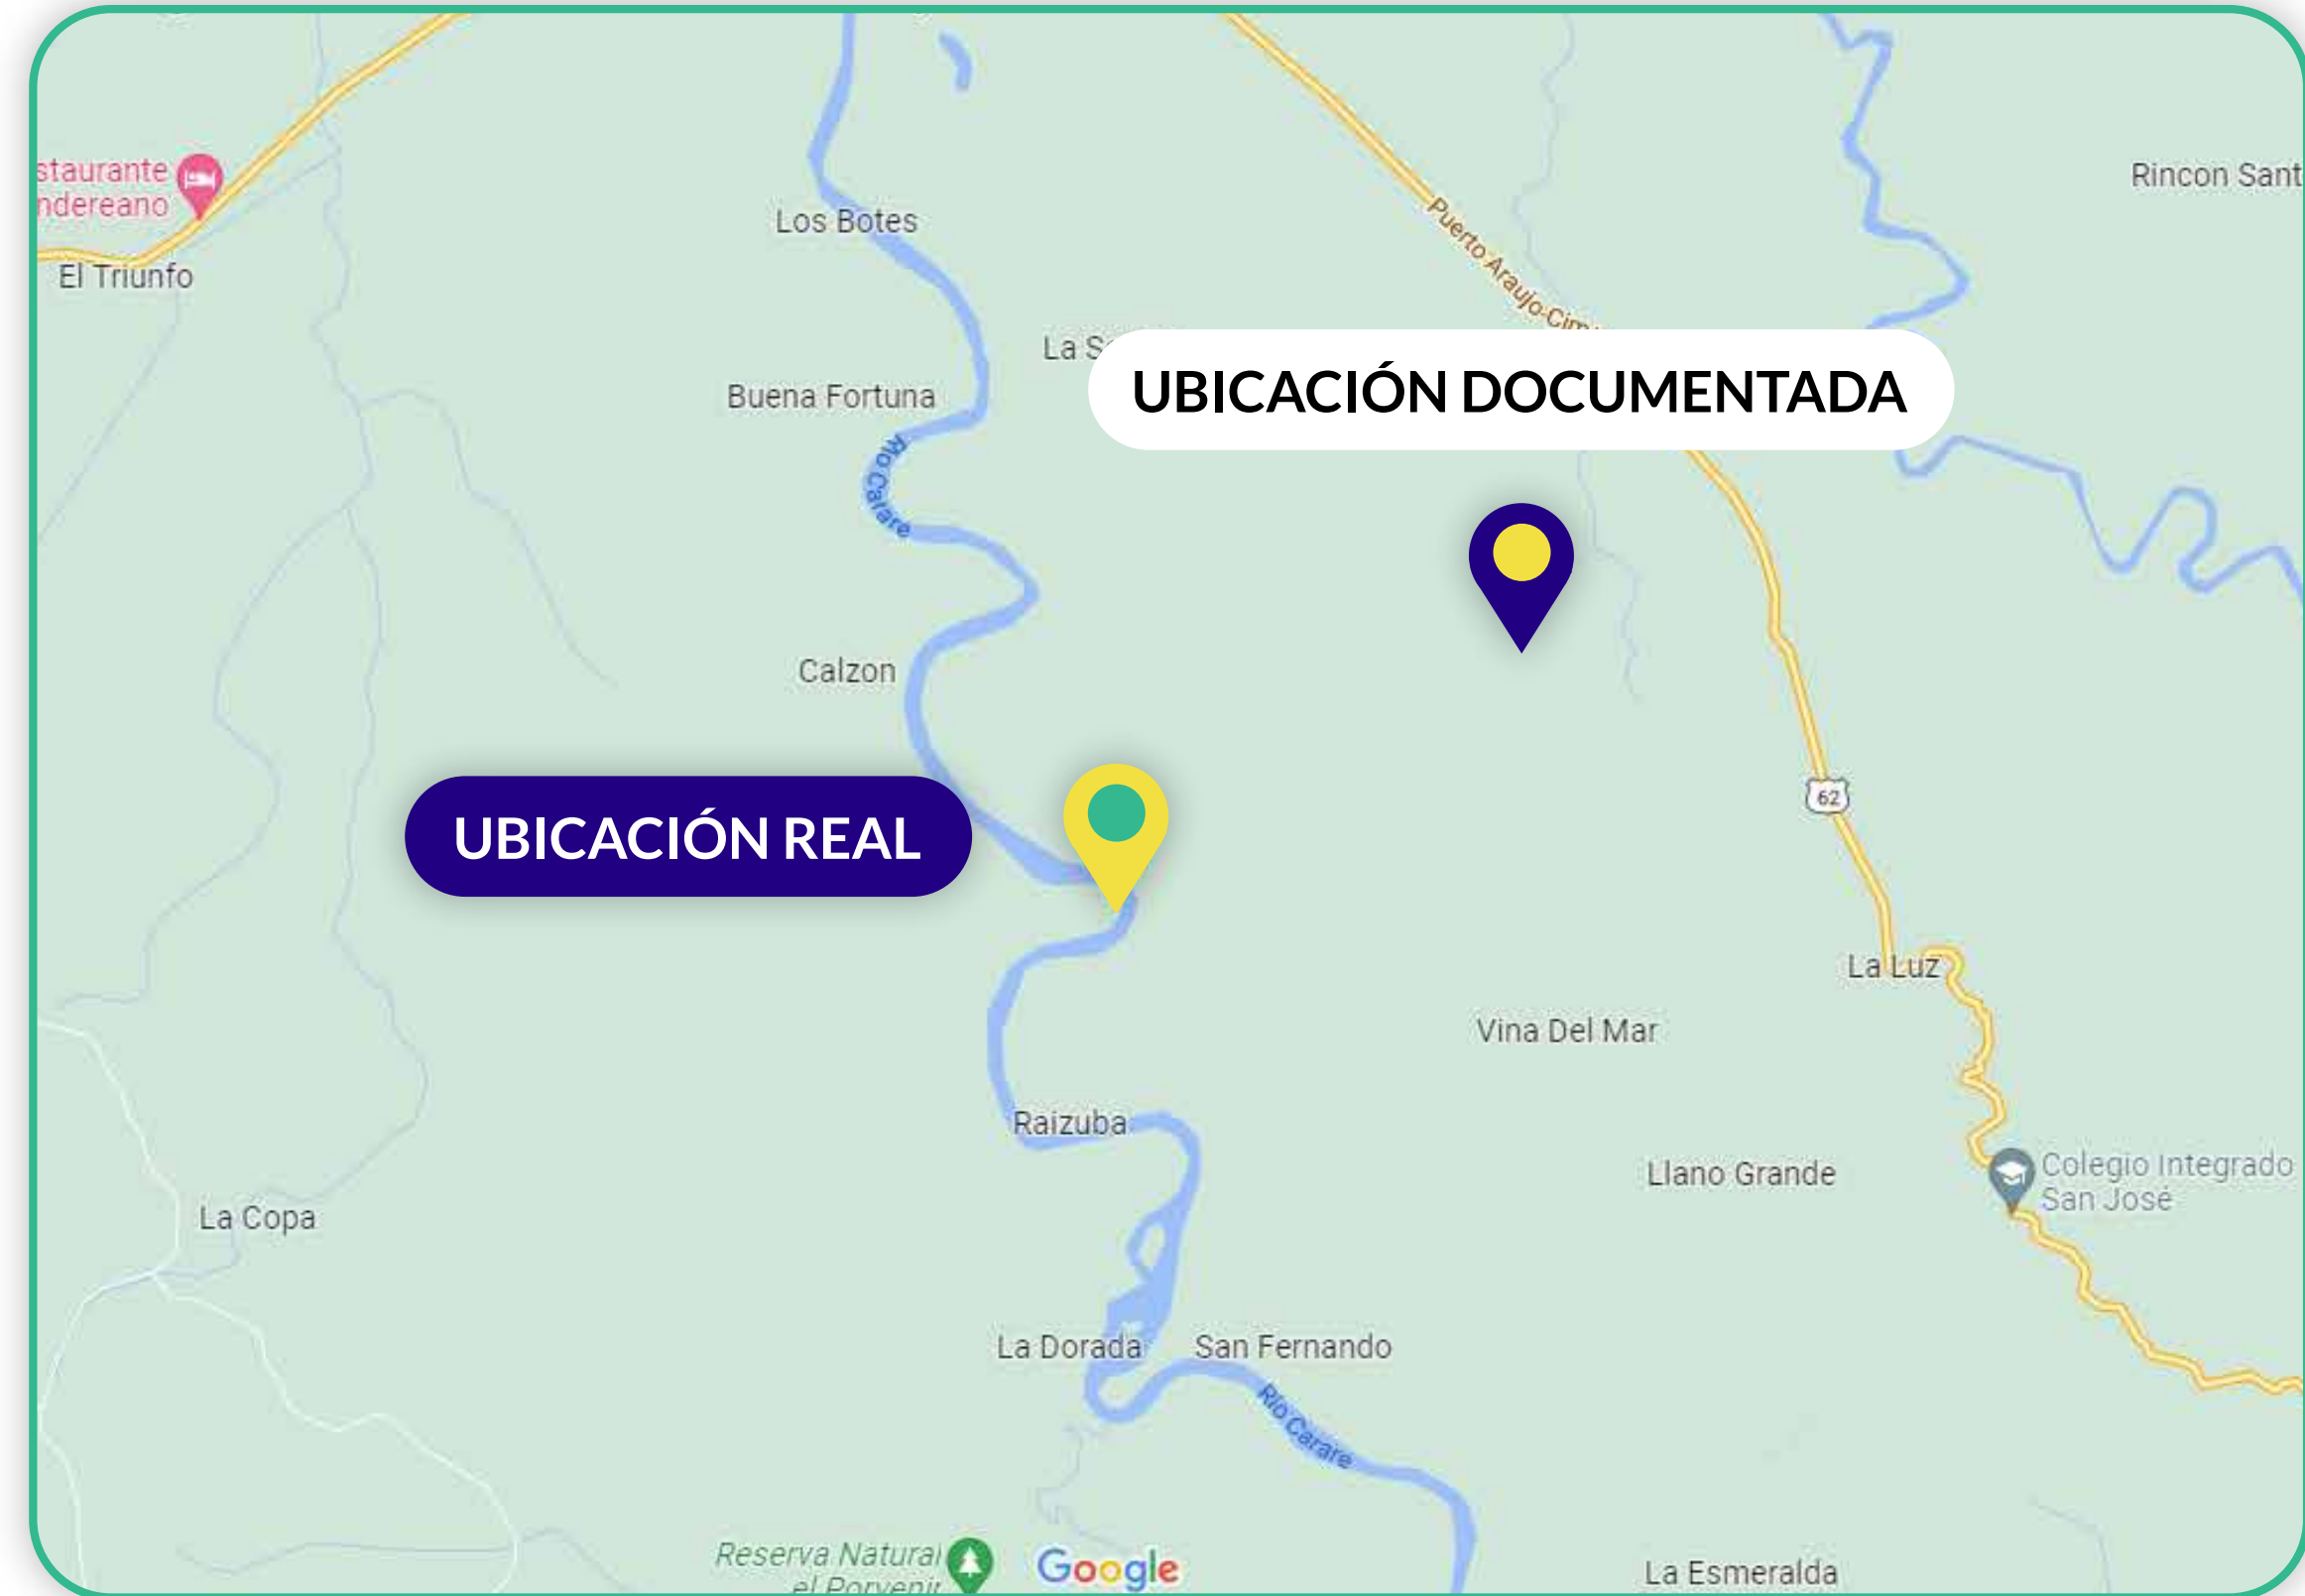 staurante
ndereano
El Triunfo
Los Botes
Rincon Sant
Puerto Araujo-Cimi
La S
UBICACIÓN DOCUMENTADA
Buena Fortuna
Río Carare
Calzon
UBICACIÓN REAL
62
La Luz
Vina Del Mar
Raizuba
Llano Grande
Colegio Integrado
San José
La Copa
La Dorada
San Fernando
Río Carare
Reserva Natural
el Porvenir
Google
La Esmeralda